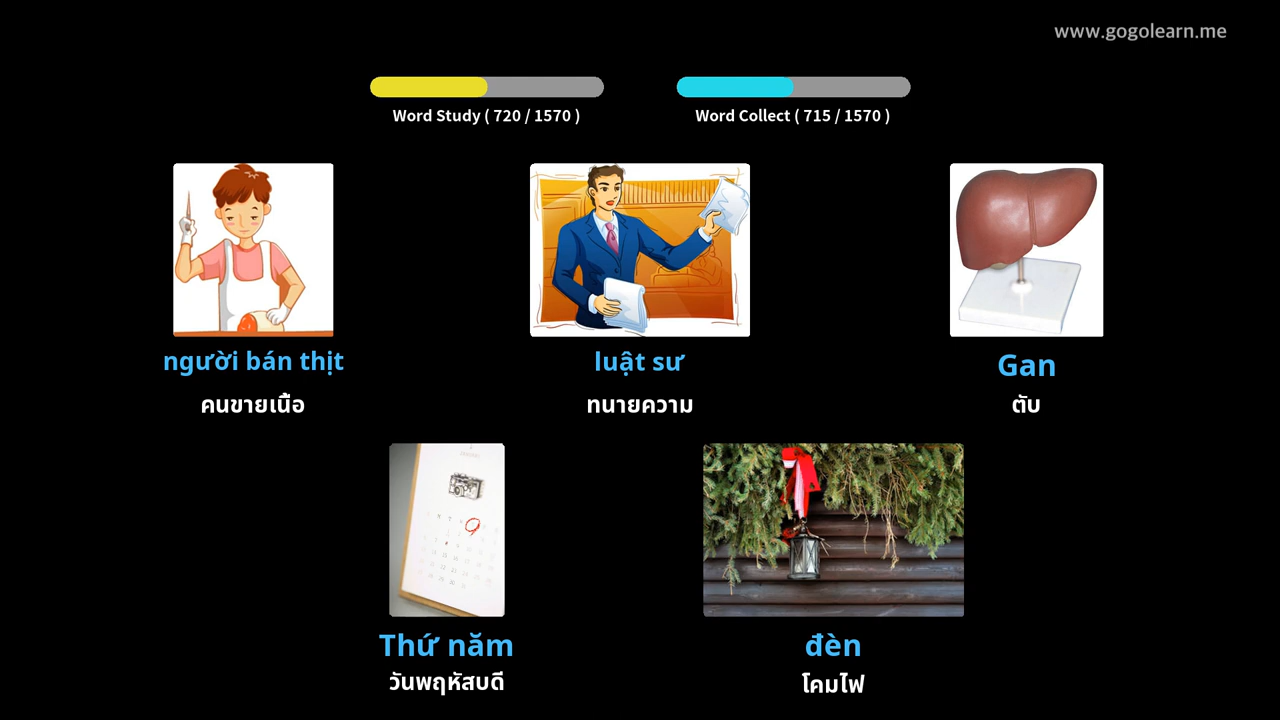 www.gogolearn.me
Word Study ( 720 / 1570 )
Word Collect ( 715 / 1570 )
người bán thịt
คนขายเนื้อ
luật sư
ทนายความ
Gan
ตับ
Thứ năm
วันพฤหัสบดี
đèn
โคมไฟ